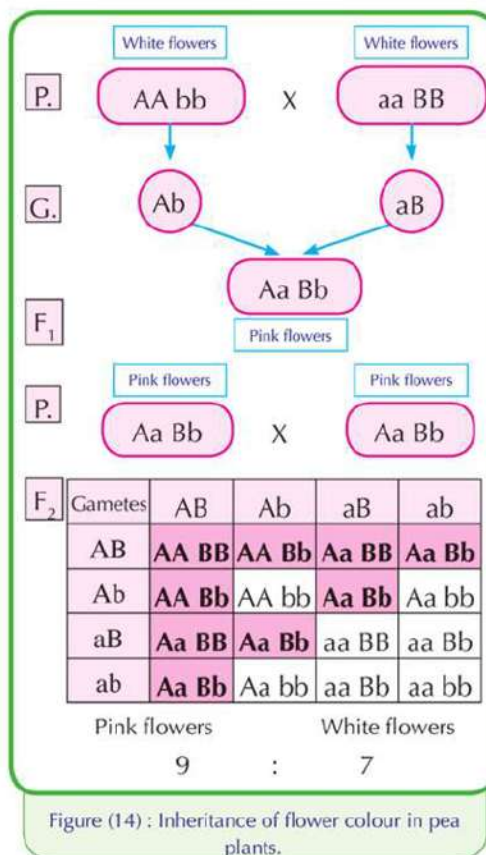 White flowers White flowers
P. AA bb X aa BB
G. Ab aB
Aa Bb
F1 Pink flowers
Pink flowers Pink flowers
P. Aa Bb X Aa Bb
F2 Gametes AB Ab aB ab
AB AA BB AA Bb Aa BB Aa Bb
Ab AA Bb AA bb Aa Bb Aa bb
aB Aa BB Aa Bb aa BB aa Bb
ab Aa Bb Aa bb aa Bb aa bb
Pink flowers White flowers
9 : 7
Figure (14) : Inheritance of flower colour in pea
plants.